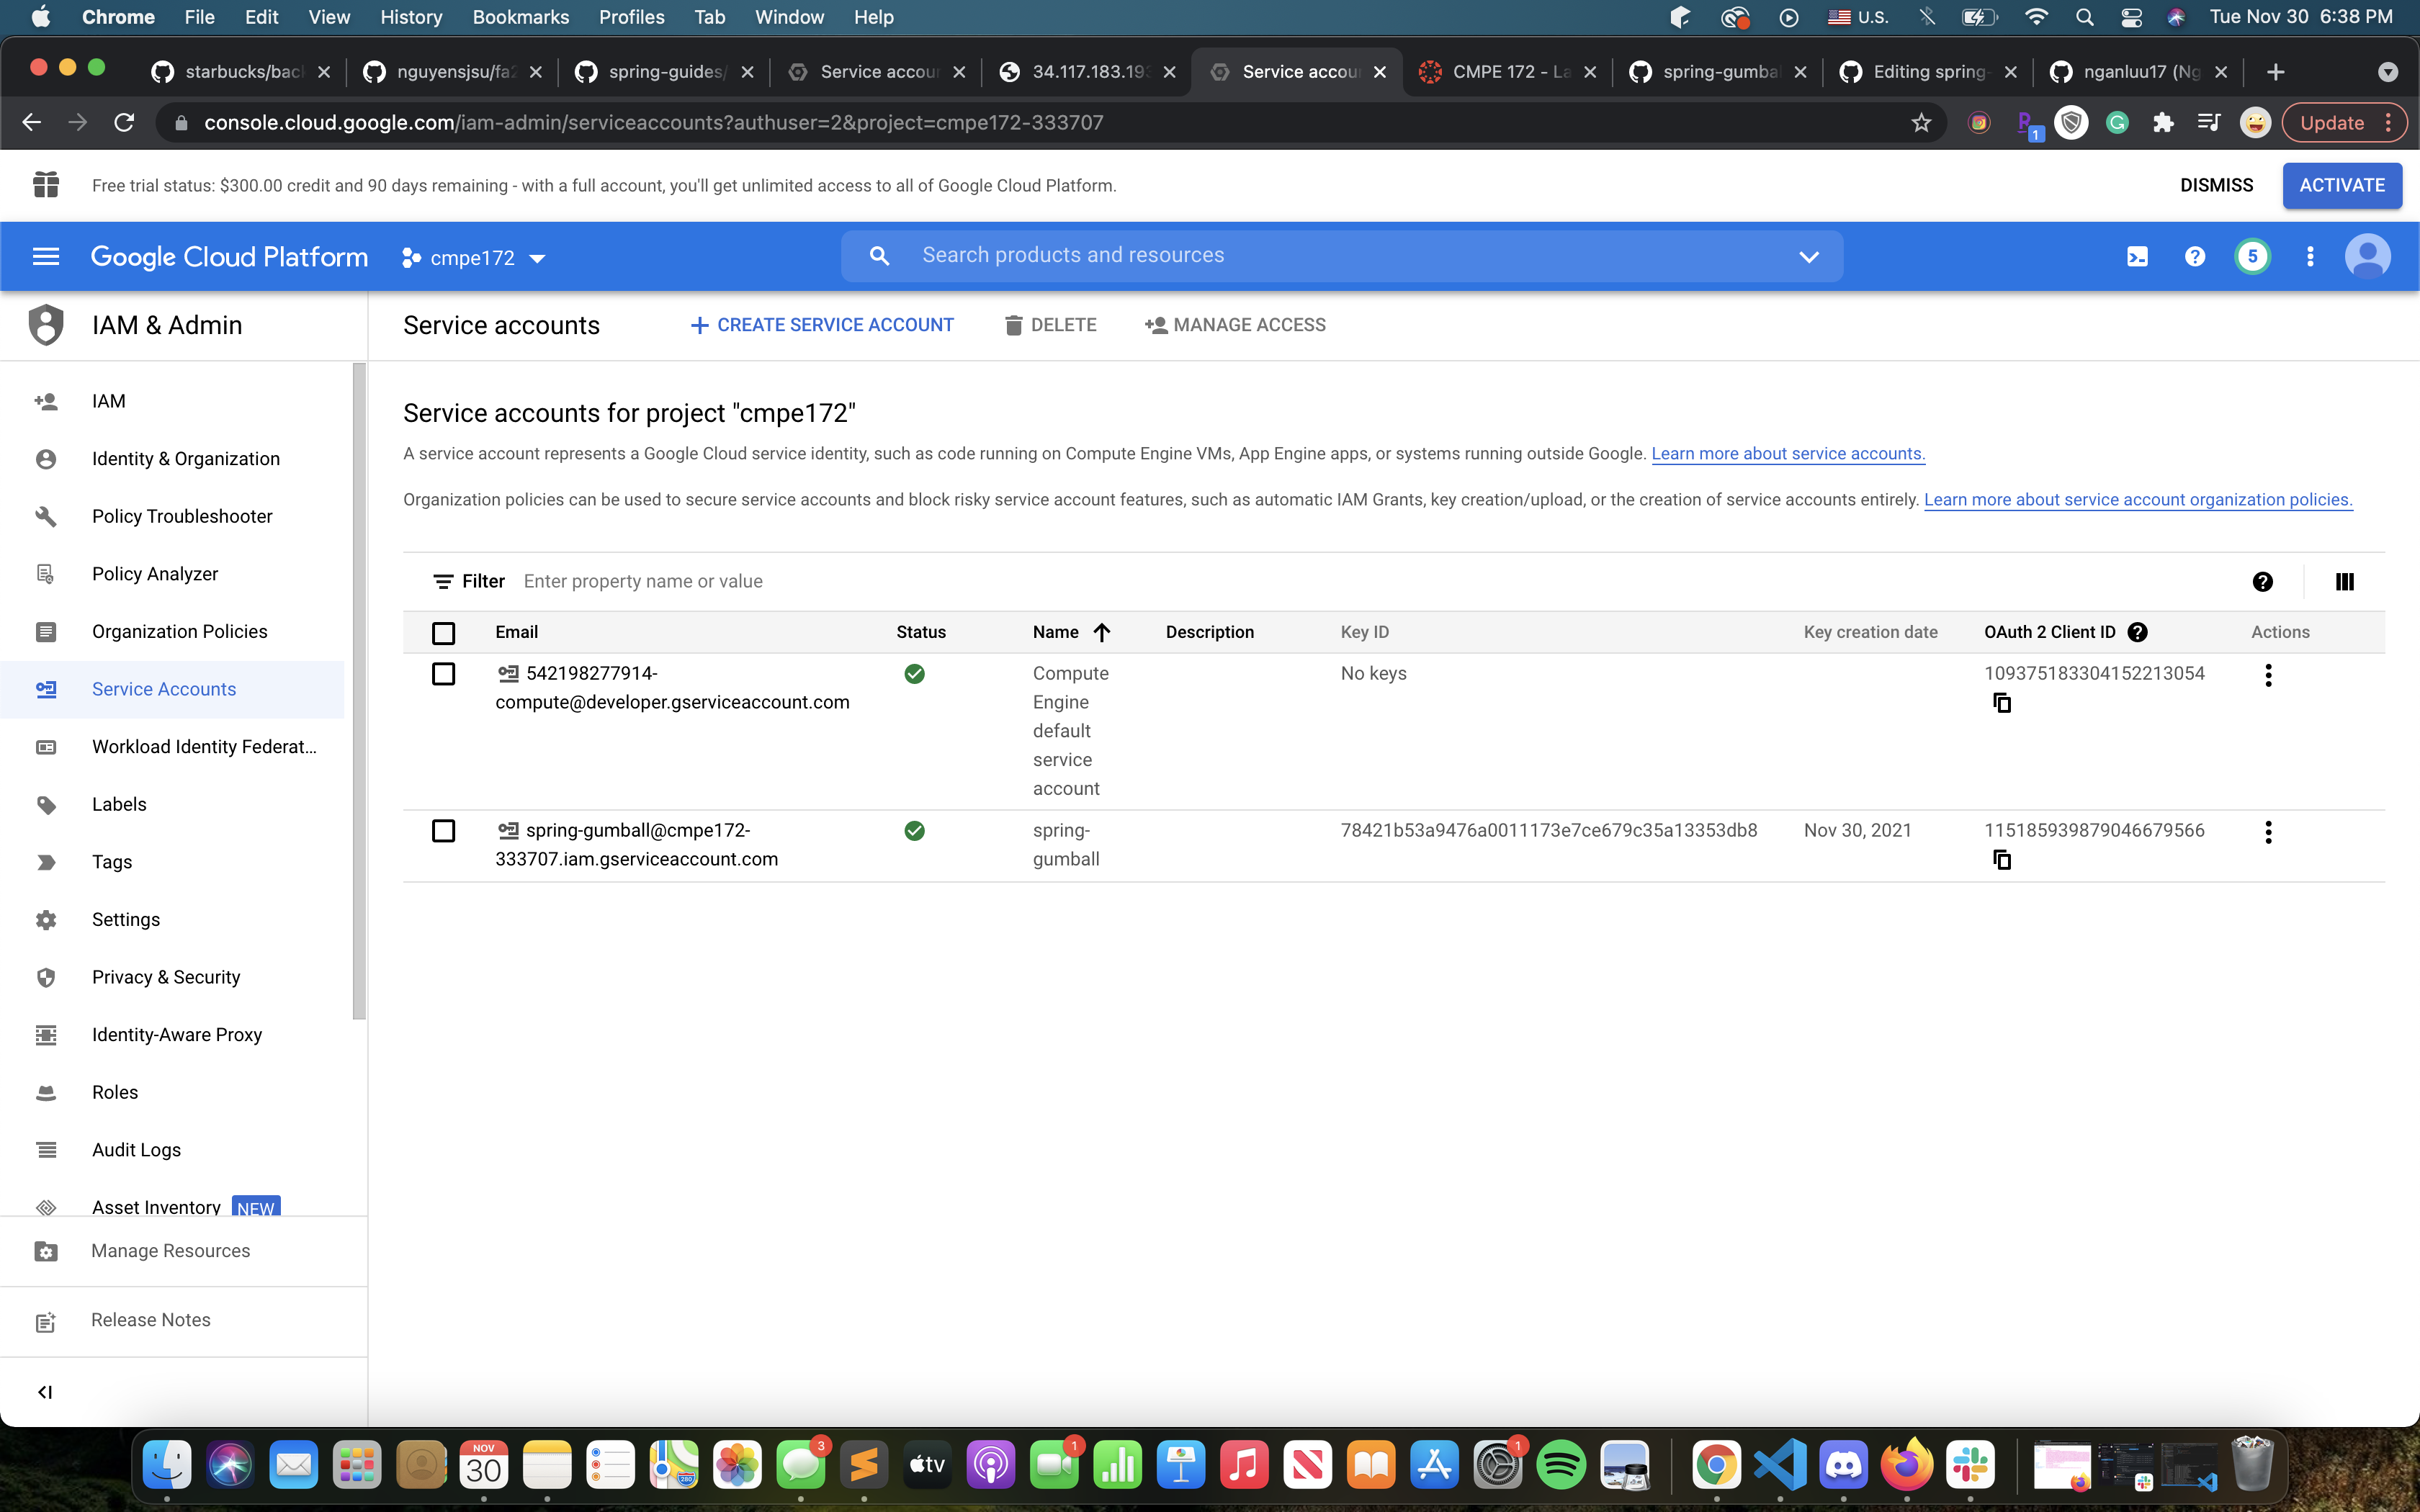 Chrome File Edit View History Bookmarks Profiles Tab Window Help U.S. Tue Nov 30 6:38 PM
starbucks/bac nguyensjsu/fa2 spring-guides/ Service accou 34.117.183.193 Service accou CMPE 172 - La spring-gumba Editing spring- nganluu17 (Ng
console.cloud.google.com/iam-admin/serviceaccounts?authuser=2&project=cmpe172-333707 1 Update
Free trial status: $300.00 credit and 90 days remaining - with a full account, you'll get unlimited access to all of Google Cloud Platform. DISMISS ACTIVATE
Google Cloud Platform cmpe172 Search products and resources 5
IAM & Admin
Service accounts CREATE SERVICE ACCOUNT DELETE MANAGE ACCESS
IAM
Identity & Organization
Policy Troubleshooter
Policy Analyzer
Organization Policies
Service Accounts
Workload Identity Federat...
Labels
Tags
Settings
Privacy & Security
Identity-Aware Proxy
Roles
Audit Logs
Asset Inventory NEW
Manage Resources
Release Notes
Service accounts for project "cmpe172"
A service account represents a Google Cloud service identity, such as code running on Compute Engine VMs, App Engine apps, or systems running outside Google. Learn more about service accounts.
Organization policies can be used to secure service accounts and block risky service account features, such as automatic IAM Grants, key creation/upload, or the creation of service accounts entirely. Learn more about service account organization policies.
Filter Enter property name or value
Email Status Name Description Key ID Key creation date OAuth 2 Client ID Actions
542198277914- Compute No keys 109375183304152213054
compute@developer.gserviceaccount.com Engine
default
service
account
spring-gumball@cmpe172- spring- 78421b53a9476a0011173e7ce679c35a13353db8 Nov 30, 2021 115185939879046679566
333707.iam.gserviceaccount.com gumball
NOV 3 1 1
30 tv 280